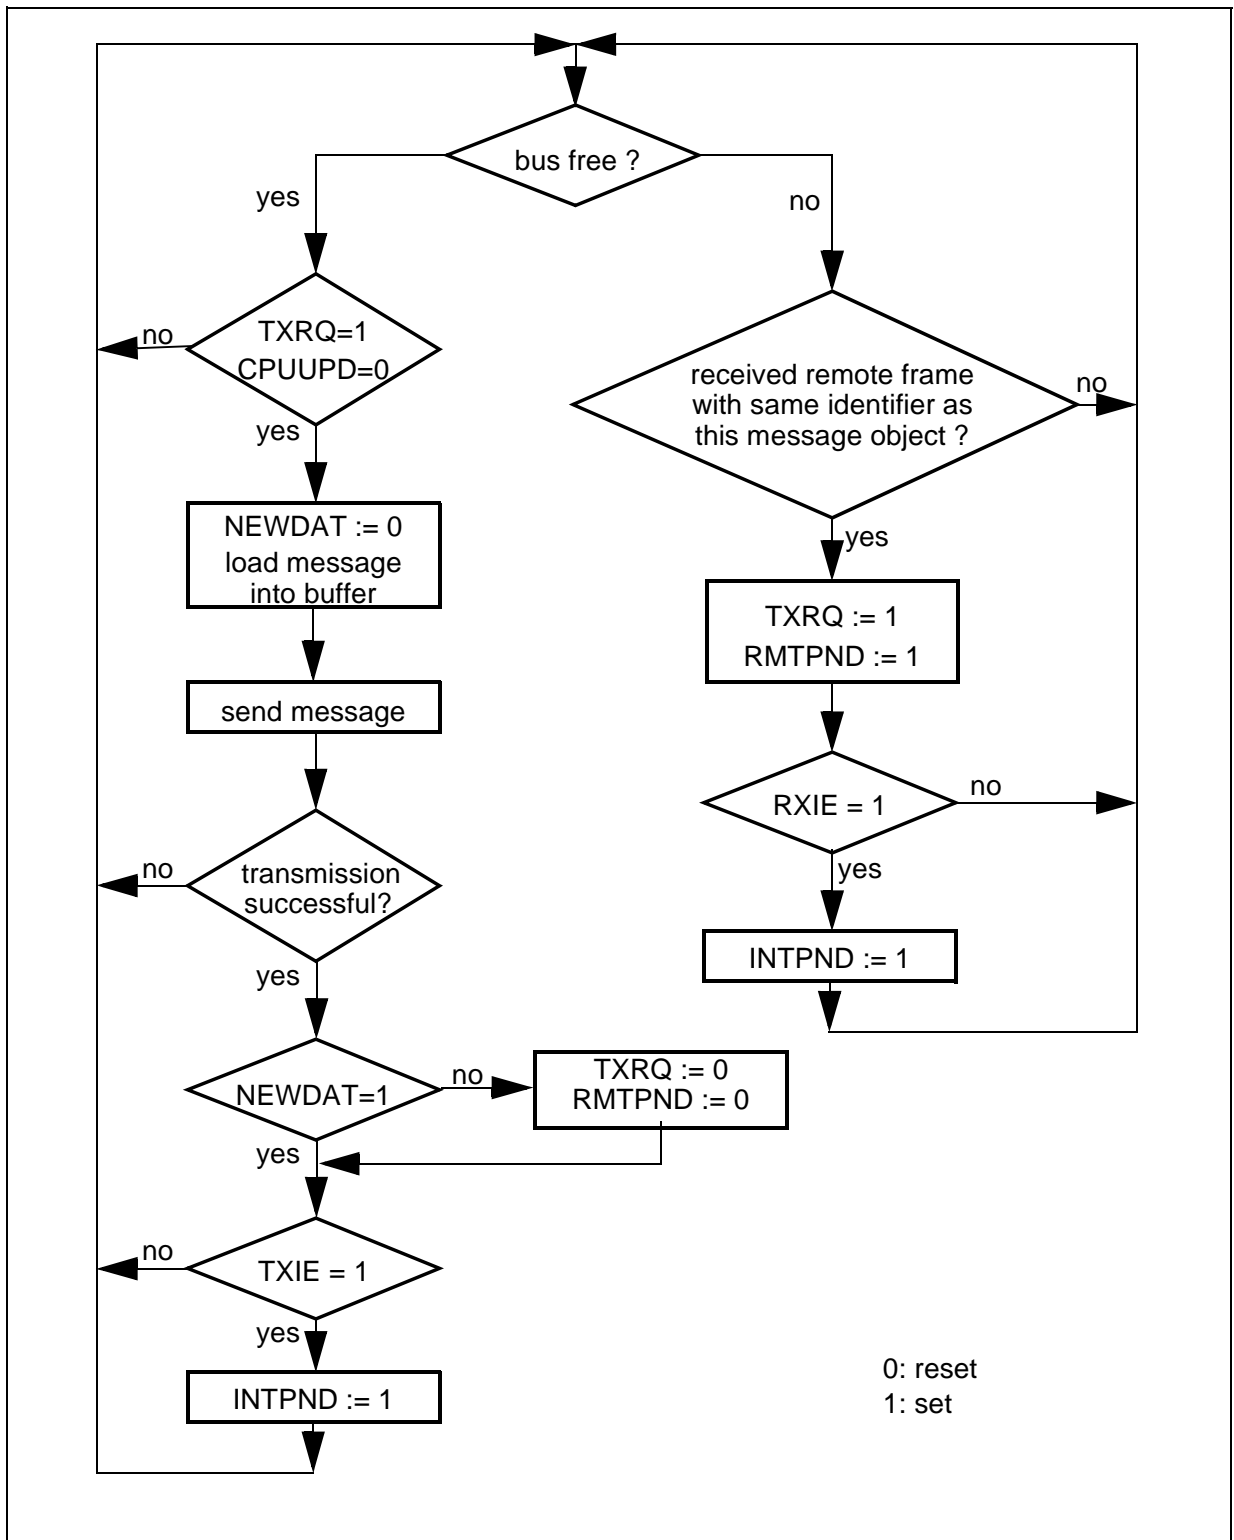 bus free ?
yes
no
TXRQ=1
CPUUPD=0
no
yes
received remote frame
with same identifier as
this message object ?
no
yes
NEWDAT := 0
load message
into buffer
TXRQ := 1
RMTPND := 1
send message
RXIE = 1
no
yes
transmission
successful?
no
yes
INTPND := 1
NEWDAT=1
no
TXRQ := 0
RMTPND := 0
yes
TXIE = 1
no
yes
INTPND := 1
0: reset
1: set